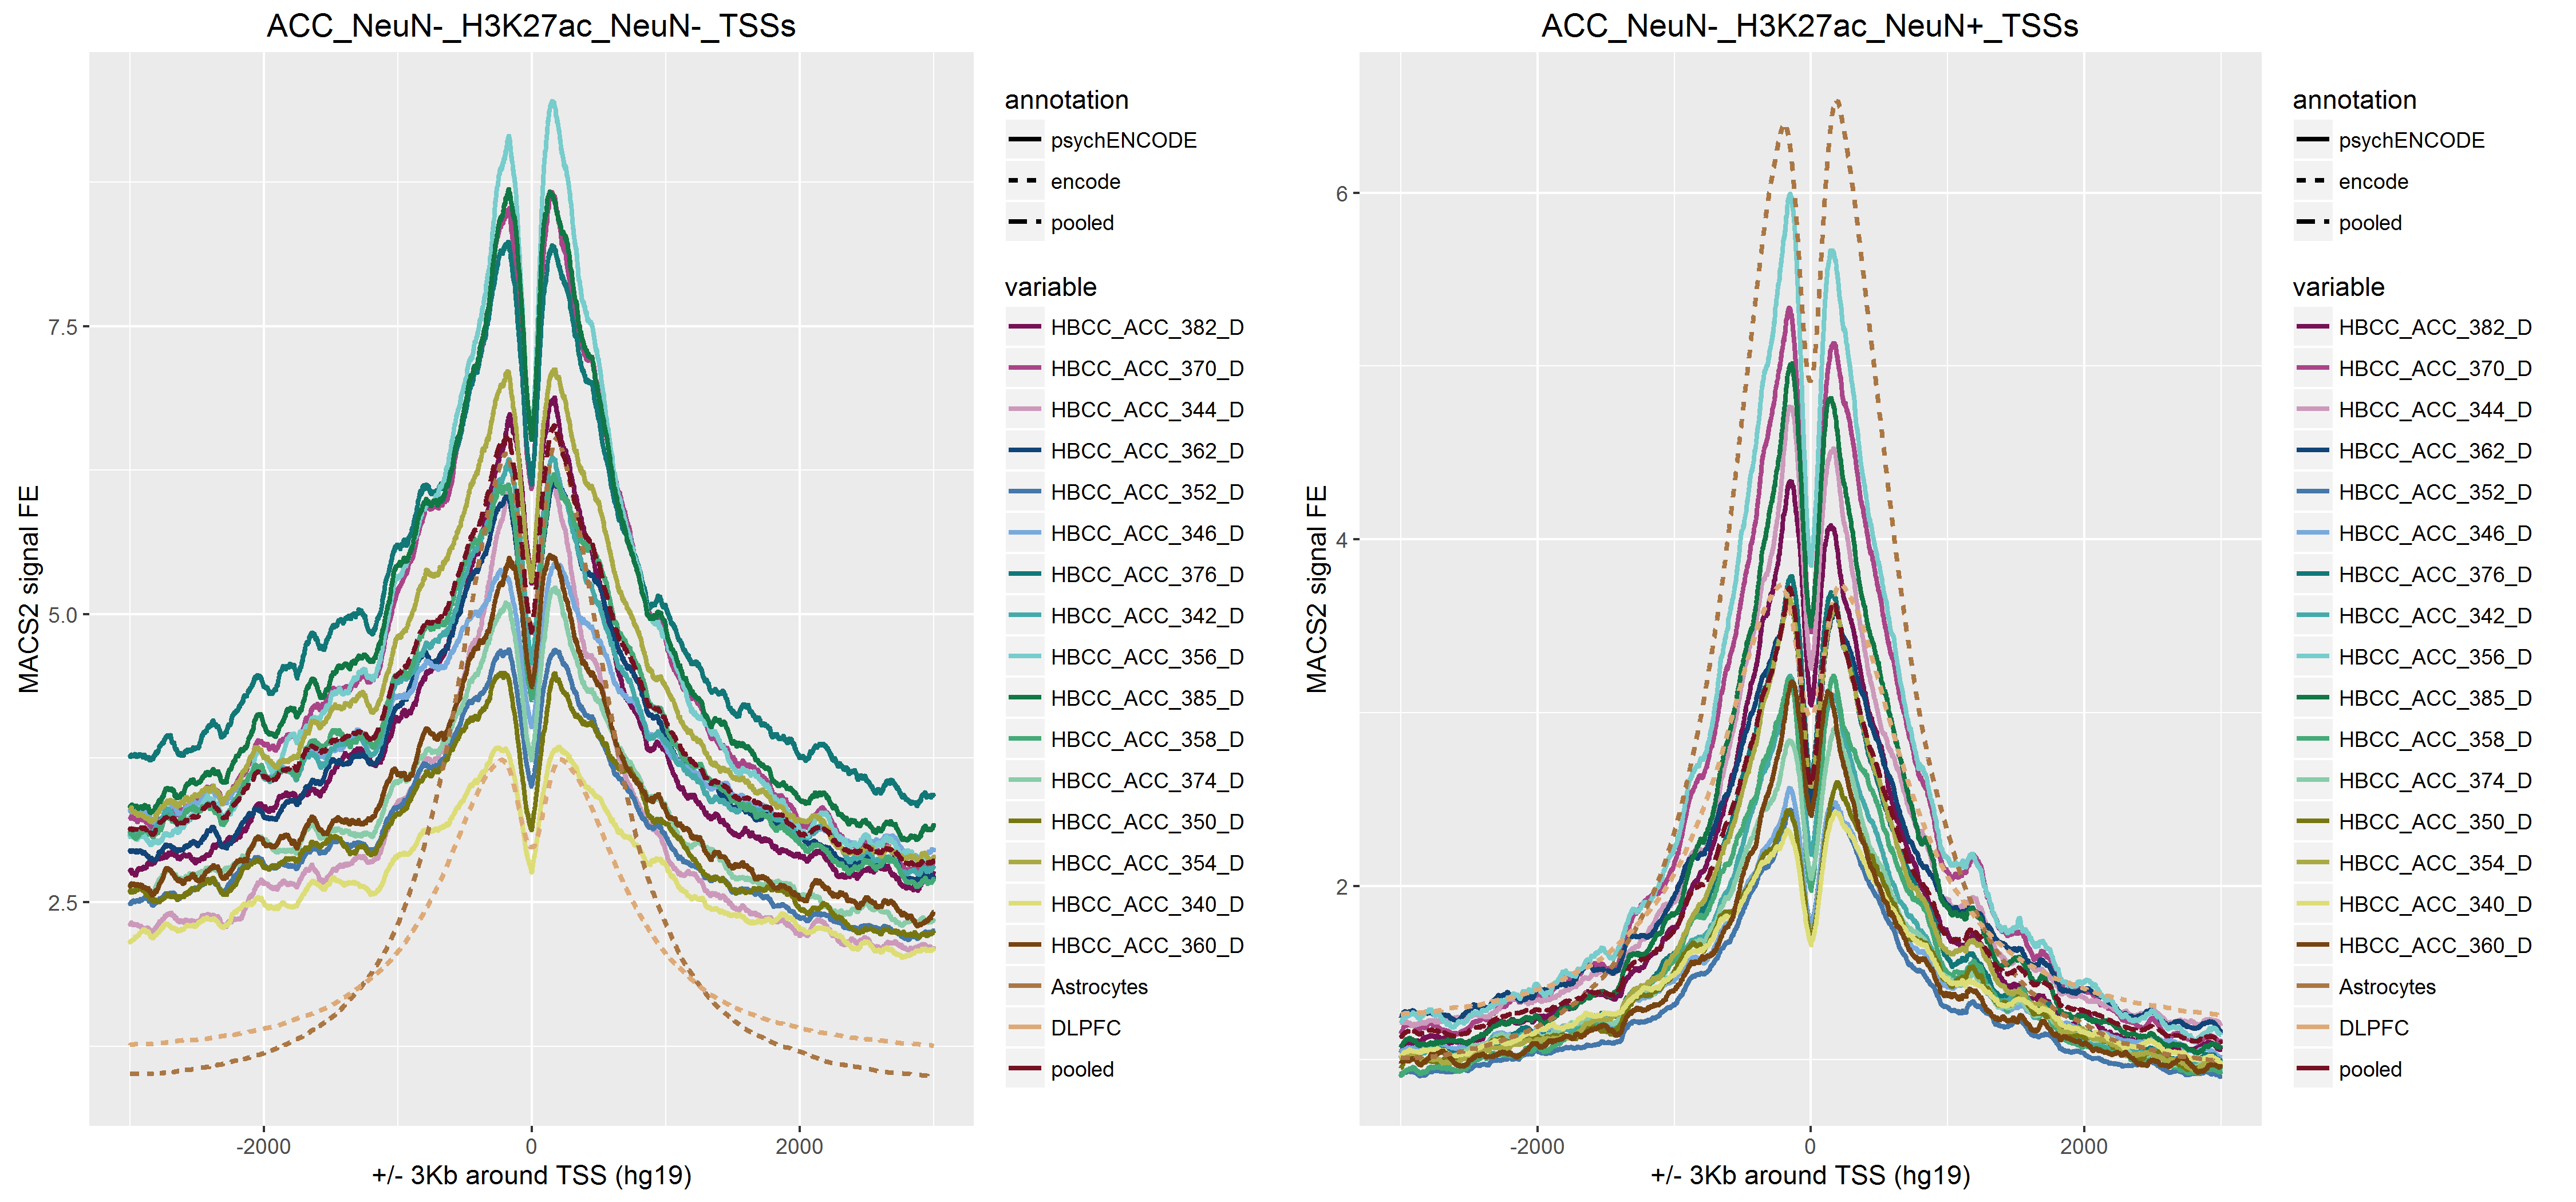 ACC_NeuN-_H3K27ac_NeuN-_TSSs
MACS2 signal FE
7.5
5.0
2.5
-2000
0
2000
+/- 3Kb around TSS (hg19)
annotation
psychENCODE
encode
pooled
variable
HBCC_ACC_382_D
HBCC_ACC_370_D
HBCC_ACC_344_D
HBCC_ACC_362_D
HBCC_ACC_352_D
HBCC_ACC_346_D
HBCC_ACC_376_D
HBCC_ACC_342_D
HBCC_ACC_356_D
HBCC_ACC_385_D
HBCC_ACC_358_D
HBCC_ACC_374_D
HBCC_ACC_350_D
HBCC_ACC_354_D
HBCC_ACC_340_D
HBCC_ACC_360_D
Astrocytes
DLPFC
pooled
ACC_NeuN-_H3K27ac_NeuN+_TSSs
MACS2 signal FE
6
4
2
-2000
0
2000
+/- 3Kb around TSS (hg19)
annotation
psychENCODE
encode
pooled
variable
HBCC_ACC_382_D
HBCC_ACC_370_D
HBCC_ACC_344_D
HBCC_ACC_362_D
HBCC_ACC_352_D
HBCC_ACC_346_D
HBCC_ACC_376_D
HBCC_ACC_342_D
HBCC_ACC_356_D
HBCC_ACC_385_D
HBCC_ACC_358_D
HBCC_ACC_374_D
HBCC_ACC_350_D
HBCC_ACC_354_D
HBCC_ACC_340_D
HBCC_ACC_360_D
Astrocytes
DLPFC
pooled